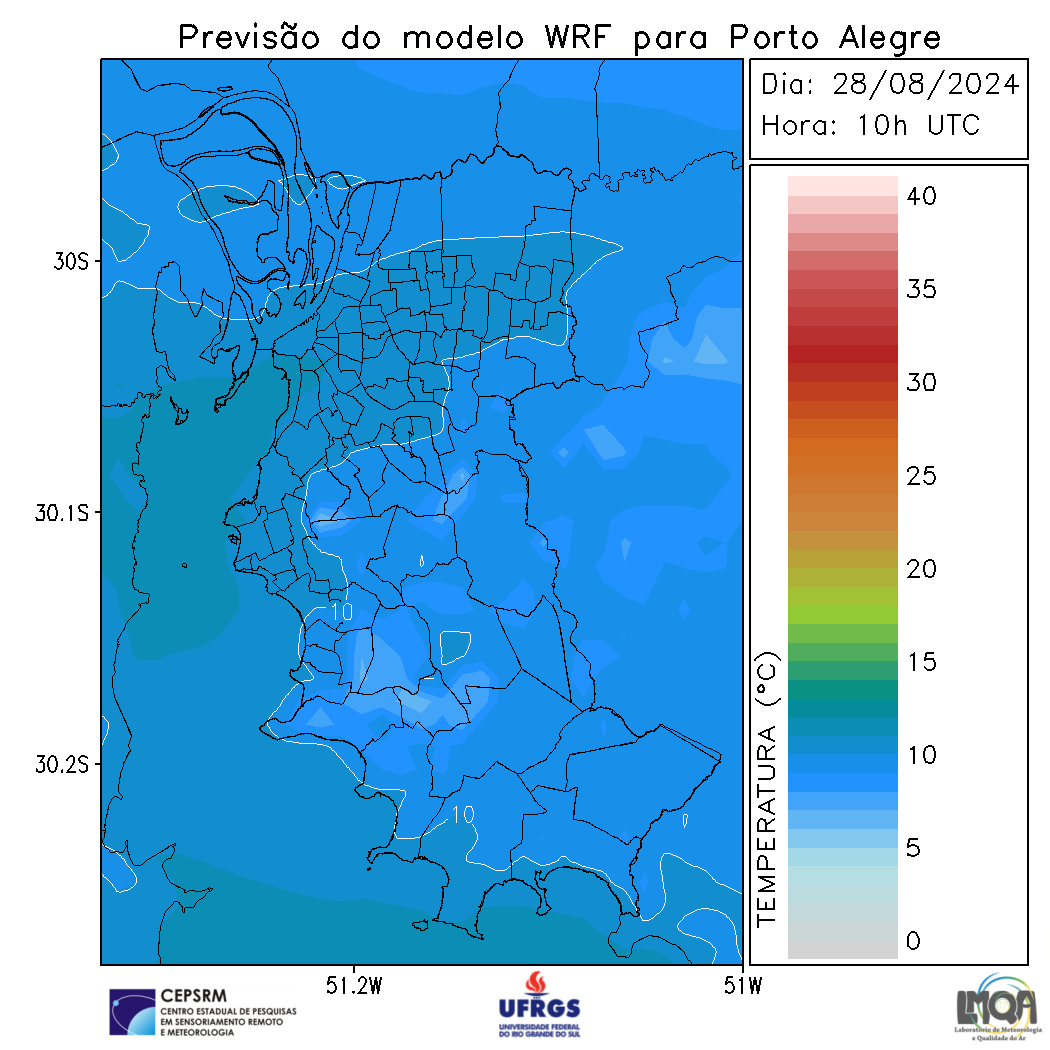 Previsão do modelo WRF para Porto Alegre
Dia: 28/08/2024
Hora: 10h UTC
30S
30.1S
30.2S
51.2W
51W
10
10
TEMPERATURA (°C)
40
35
30
25
20
15
10
5
0
CEPSRM
CENTRO ESTADUAL DE PESQUISAS
EM SENSORIAMENTO REMOTO
E METEOROLOGIA
UFRGS
UNIVERSIDADE FEDERAL
DO RIO GRANDE DO SUL
LMQA
Laboratório de Meteorologia
e Qualidade do Ar